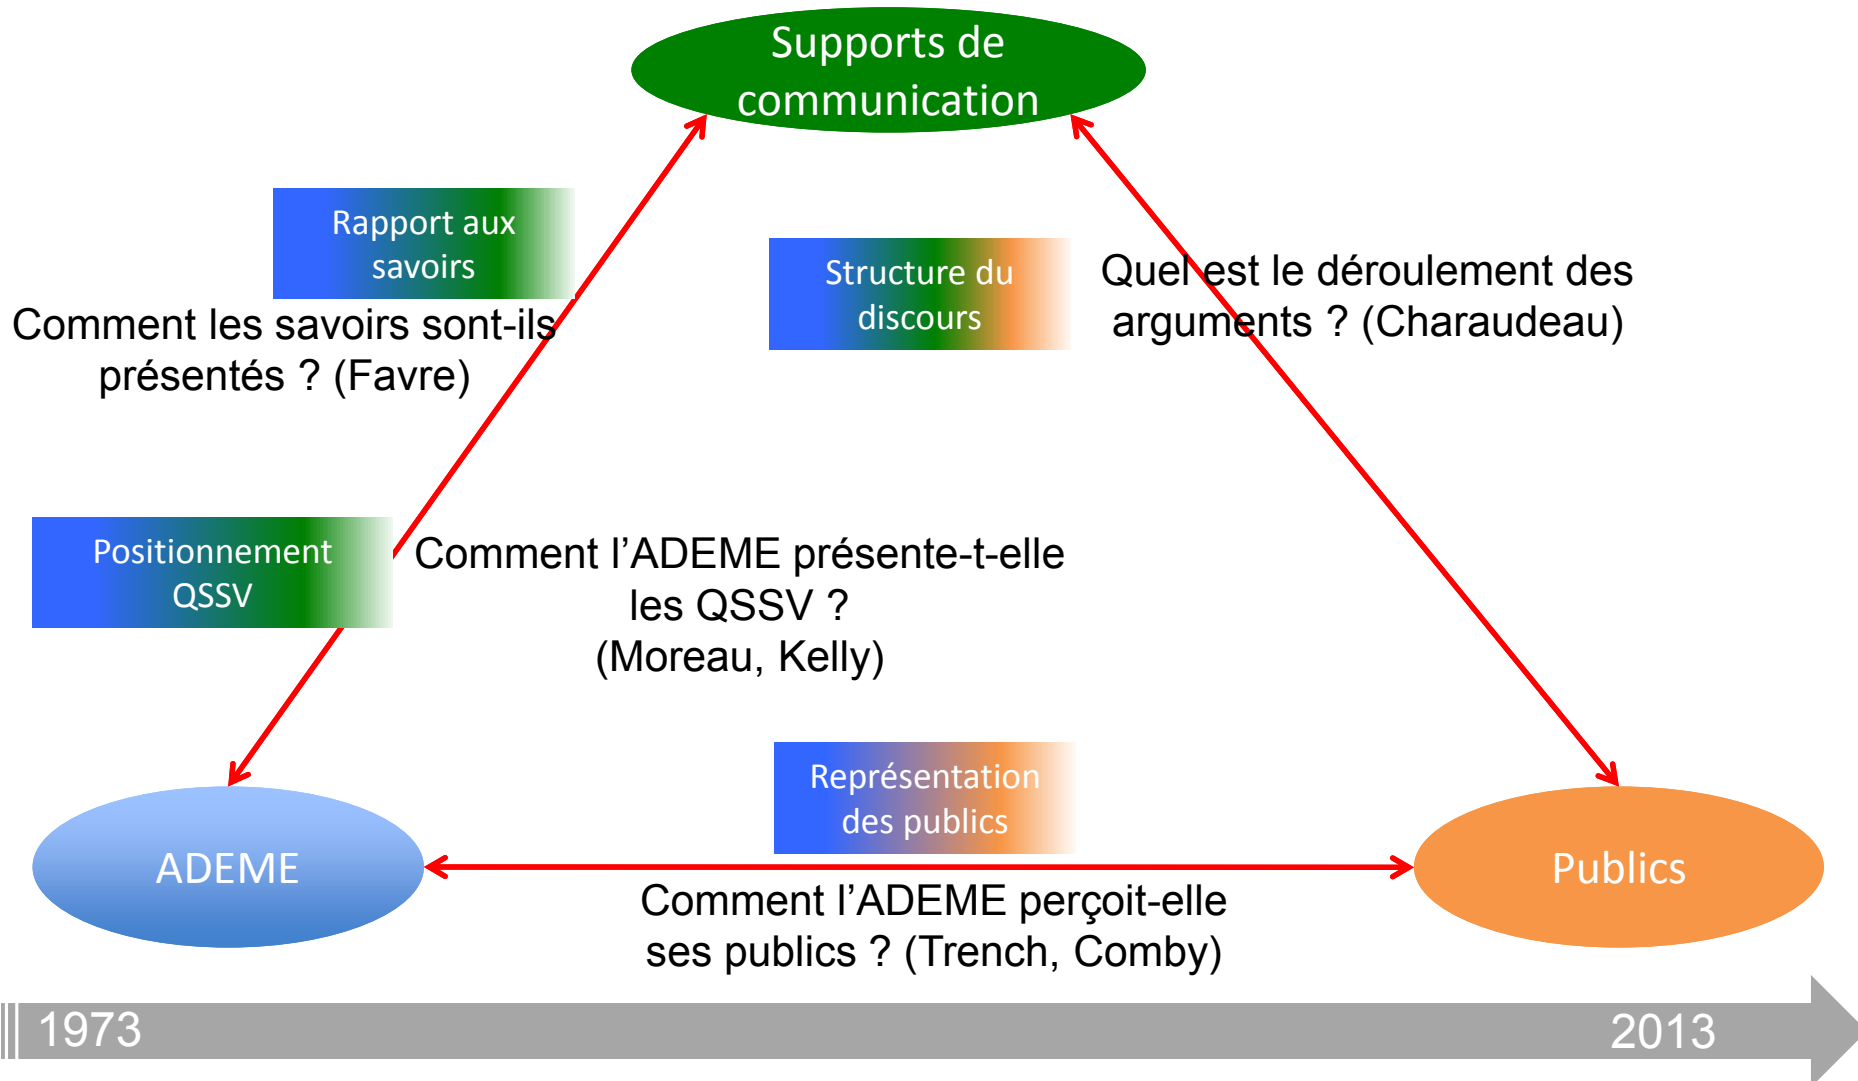 Supports de
communication
Rapport aux
savoirs
Comment les savoirs sont-ils
présentés ? (Favre)
Structure du
discours
Quel est le déroulement des
arguments ? (Charaudeau)
Positionnement
QSSV
Comment l’ADEME présente-t-elle
les QSSV ?
(Moreau, Kelly)
Représentation
des publics
ADEME
Publics
Comment l’ADEME perçoit-elle
ses publics ? (Trench, Comby)
1973
2013